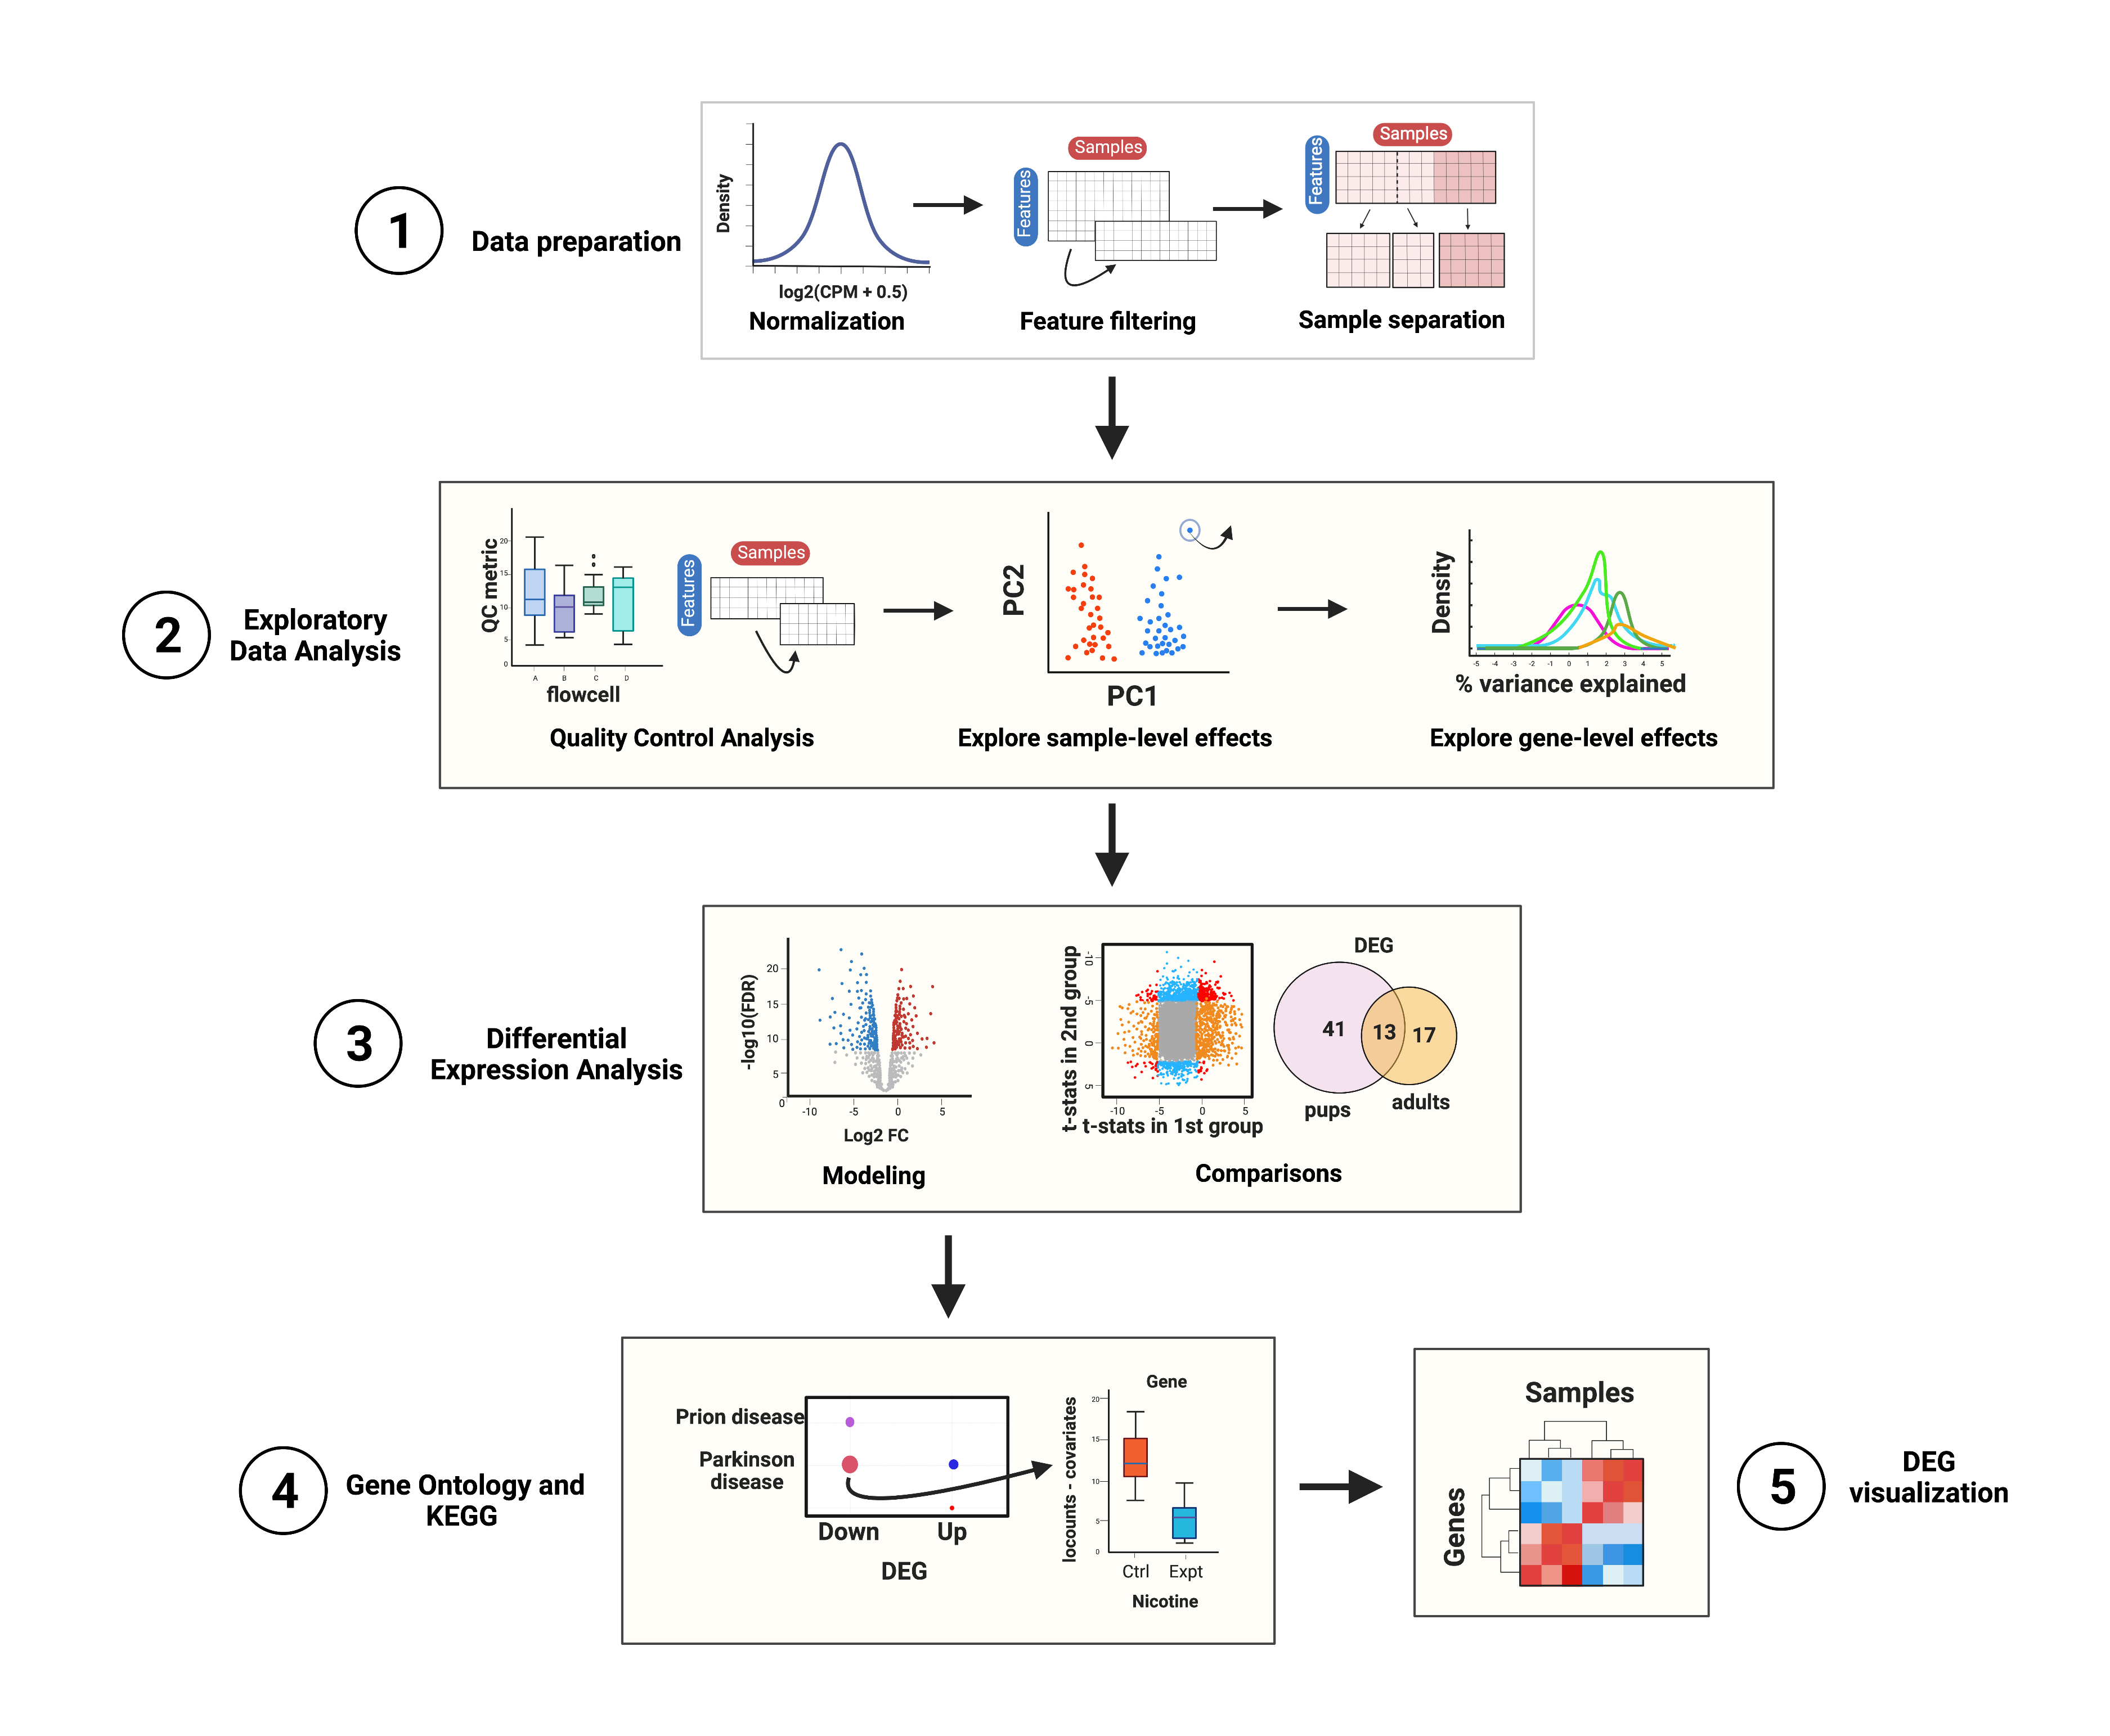 1
Data preparation
Density
log2(CPM + 0.5)
Normalization
Samples
Features
Feature filtering
Samples
Features
Sample separation
2
Exploratory
Data Analysis
QC metric
20
15
10
5
0
A B C D
flowcell
Samples
Features
Quality Control Analysis
PC2
PC1
Explore sample-level effects
Density
-5 -4 -3 -2 -1 0 1 2 3 4 5
% variance explained
Explore gene-level effects
3
Differential
Expression Analysis
-log10(FDR)
20
15
10
5
0
-10 -5 0 5
Log2 FC
Modeling
t-stats in 2nd group
-10
-5
0
5
-10 -5 0 5
t-stats in 1st group
DEG
41 13 17
pups
adults
Comparisons
4
Gene Ontology and
KEGG
Prion disease
Parkinson
disease
Down Up
DEG
Gene
locounts - covariates
20
15
10
5
0
Ctrl Expt
Nicotine
Samples
Genes
5
DEG
visualization